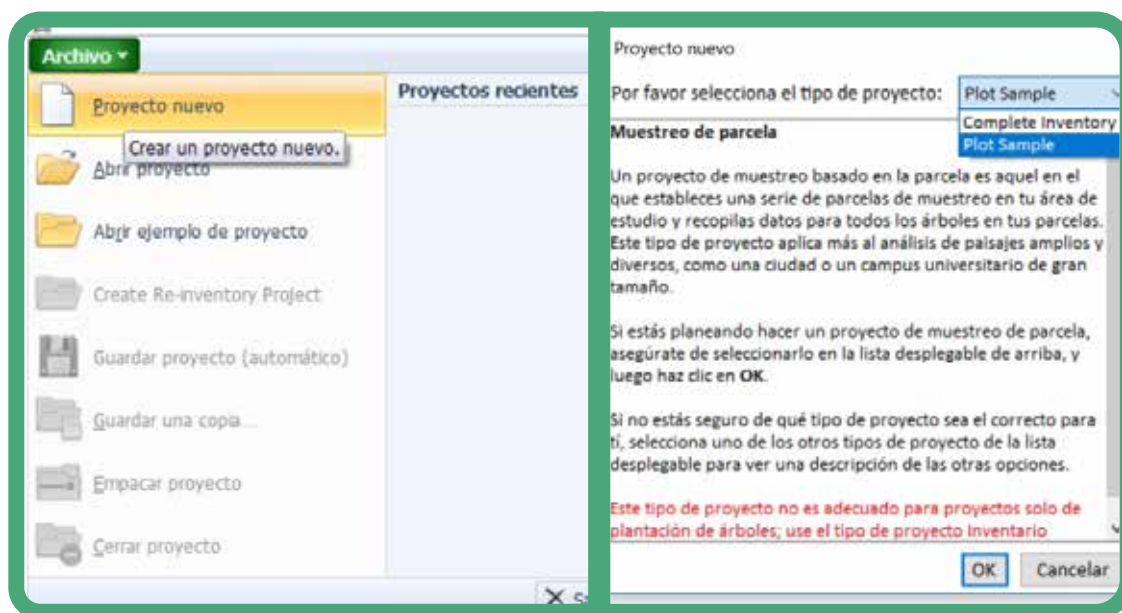 Archivo
Proyecto nuevo
Crear un proyecto nuevo.
Abrir proyecto
Abrir ejemplo de proyecto
Create Re-inventory Project
Guardar proyecto (automático)
Guardar una copia...
Empacar proyecto
Cerrar proyecto
Proyectos recientes
Proyecto nuevo
Por favor selecciona el tipo de proyecto:
Plot Sample
Complete Inventory
Plot Sample
Muestreo de parcela
Un proyecto de muestreo basado en la parcela es aquel en el
que estableces una serie de parcelas de muestreo en tu área de
estudio y recopilas datos para todos los árboles en tus parcelas.
Este tipo de proyecto aplica más al análisis de paisajes amplios y
diversos, como una ciudad o un campus universitario de gran
tamaño.
Si estás planeando hacer un proyecto de muestreo de parcela,
asegúrate de seleccionarlo en la lista desplegable de arriba, y
luego haz clic en OK.
Si no estás seguro de qué tipo de proyecto sea el correcto para
tí, selecciona uno de los otros tipos de proyecto de la lista
desplegable para ver una descripción de las otras opciones.
Este tipo de proyecto no es adecuado para proyectos solo de
plantación de árboles; use el tipo de proyecto Inventario
OK
Cancelar